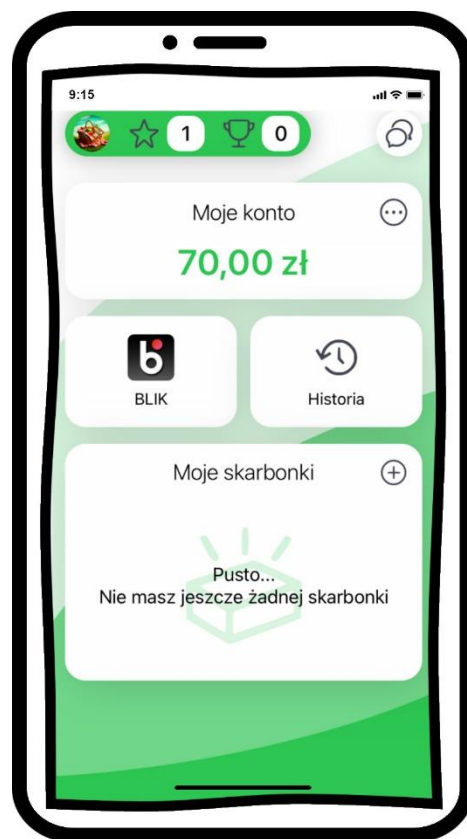 9:15
1 0
Moje konto
70,00 zł
b
BLIK Historia
Moje skarbonki
Pusto...
Nie masz jeszcze żadnej skarbonki